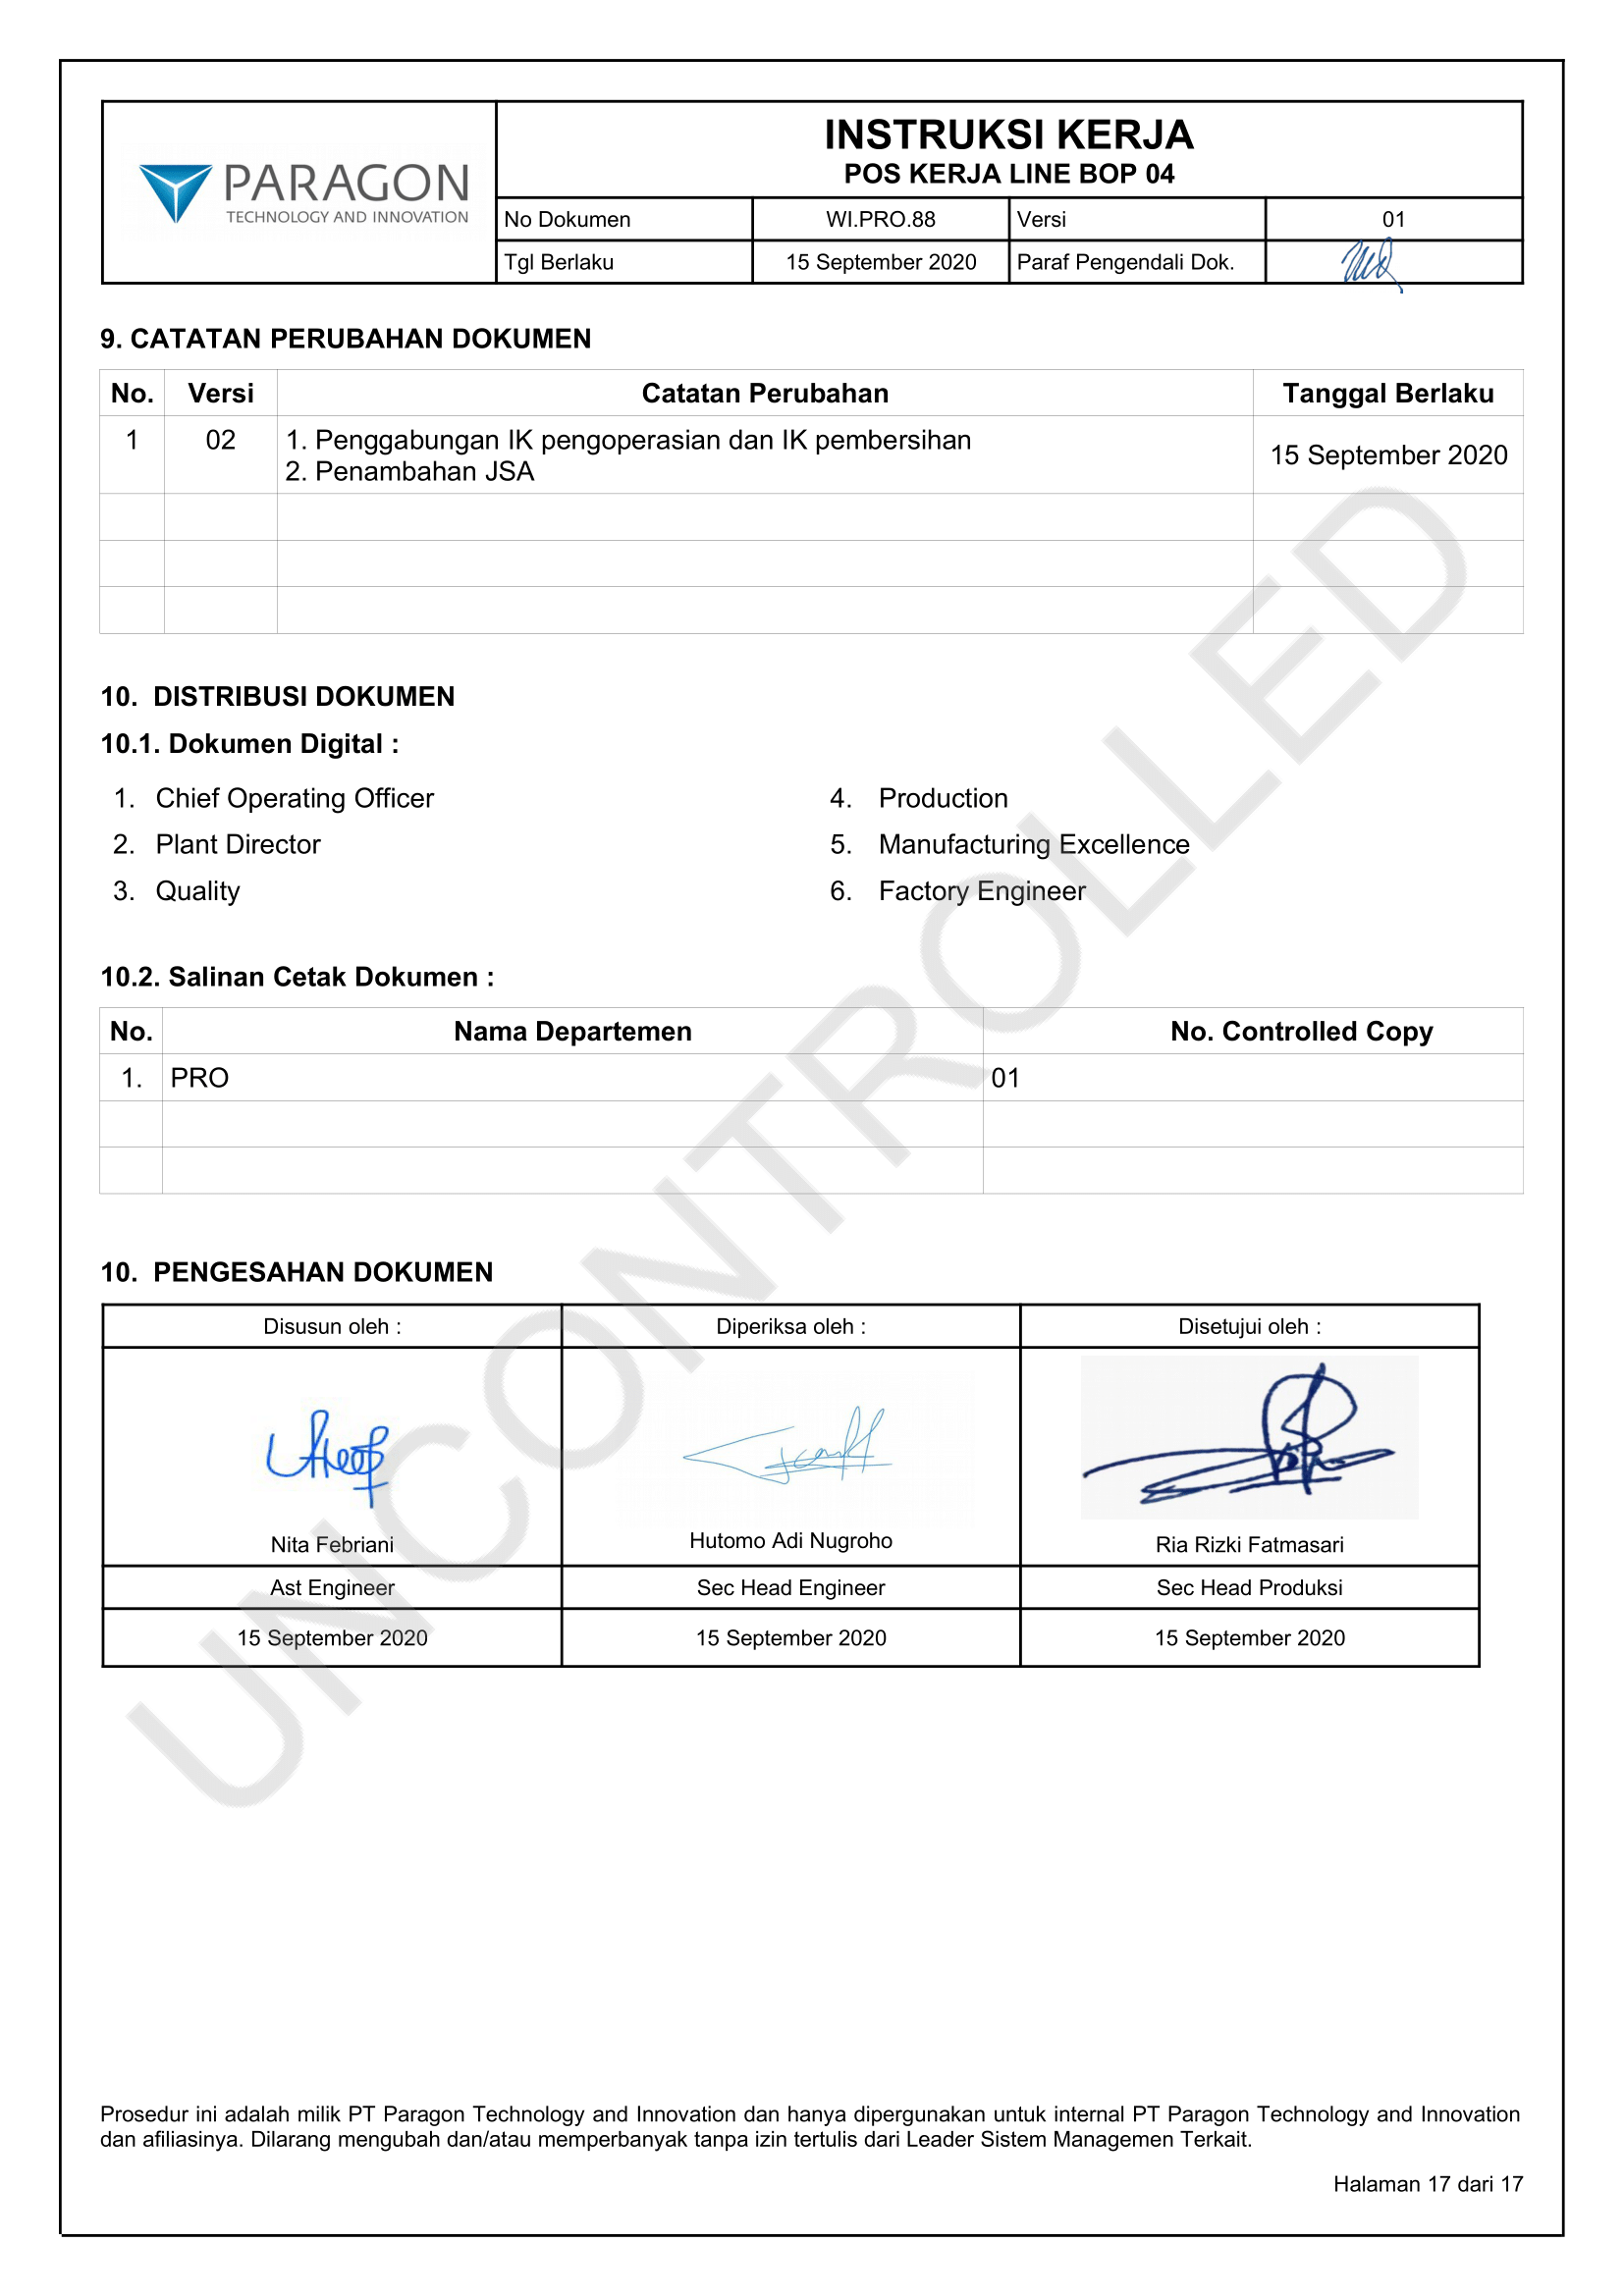 PARAGON
TECHNOLOGY AND INNOVATION
INSTRUKSI KERJA
POS KERJA LINE BOP 04
No Dokumen WI.PRO.88 Versi 01
Tgl Berlaku 15 September 2020 Paraf Pengendali Dok.
9. CATATAN PERUBAHAN DOKUMEN
No. Versi Catatan Perubahan Tanggal Berlaku
1 02 1. Penggabungan IK pengoperasian dan IK pembersihan
2. Penambahan JSA
15 September 2020
10. DISTRIBUSI DOKUMEN
10.1. Dokumen Digital :
1. Chief Operating Officer
2. Plant Director
3. Quality
4. Production
5. Manufacturing Excellence
6. Factory Engineer
10.2. Salinan Cetak Dokumen :
No. Nama Departemen No. Controlled Copy
1. PRO 01
10. PENGESAHAN DOKUMEN
Disusun oleh : Diperiksa oleh : Disetujui oleh :
Nita Febriani Hutomo Adi Nugroho Ria Rizki Fatmasari
Ast Engineer Sec Head Engineer Sec Head Produksi
15 September 2020 15 September 2020 15 September 2020
UNCONTROLLED
Prosedur ini adalah milik PT Paragon Technology and Innovation dan hanya dipergunakan untuk internal PT Paragon Technology and Innovation
dan afiliasinya. Dilarang mengubah dan/atau memperbanyak tanpa izin tertulis dari Leader Sistem Managemen Terkait.
Halaman 17 dari 17